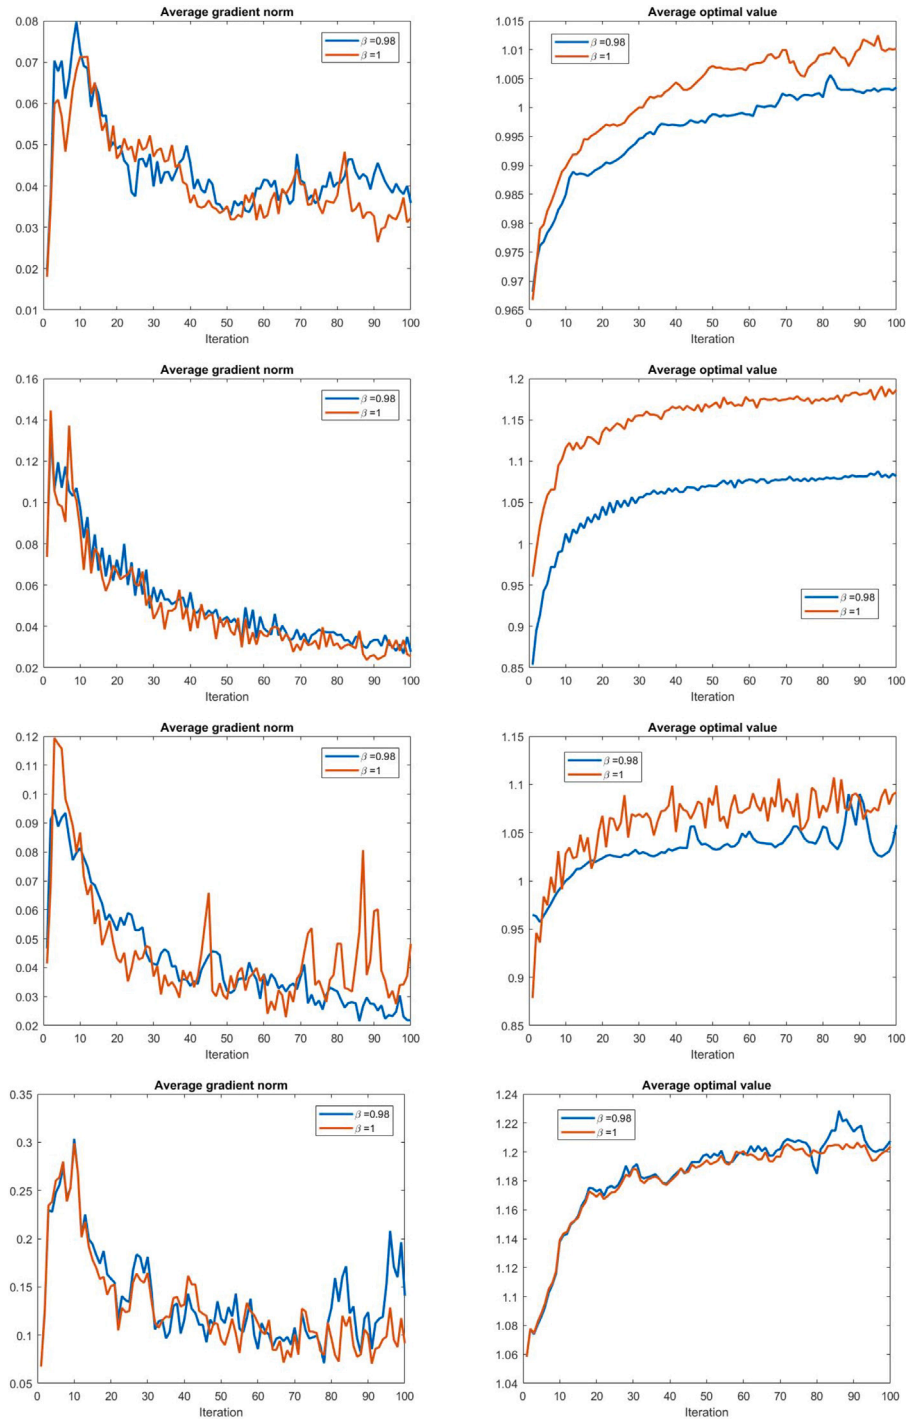 Average gradient norm
0.08
0.07
0.06
0.05
0.04
0.03
0.02
0.01
β =0.98
β =1
0 10 20 30 40 50 60 70 80 90 100
Iteration
Average optimal value
1.015
1.01
1.005
1
0.995
0.99
0.985
0.98
0.975
0.97
0.965
β =0.98
β =1
0 10 20 30 40 50 60 70 80 90 100
Iteration
Average gradient norm
0.16
0.14
0.12
0.1
0.08
0.06
0.04
0.02
β =0.98
β =1
0 10 20 30 40 50 60 70 80 90 100
Iteration
Average optimal value
1.2
1.15
1.1
1.05
1
0.95
0.9
0.85
β =0.98
β =1
0 10 20 30 40 50 60 70 80 90 100
Iteration
Average gradient norm
0.12
0.11
0.1
0.09
0.08
0.07
0.06
0.05
0.04
0.03
0.02
β =0.98
β =1
0 10 20 30 40 50 60 70 80 90 100
Iteration
Average optimal value
1.15
1.1
1.05
1
0.95
0.9
0.85
β =0.98
β =1
0 10 20 30 40 50 60 70 80 90 100
Iteration
Average gradient norm
0.35
0.3
0.25
0.2
0.15
0.1
0.05
β =0.98
β =1
0 10 20 30 40 50 60 70 80 90 100
Iteration
Average optimal value
1.24
1.22
1.2
1.18
1.16
1.14
1.12
1.1
1.08
1.06
1.04
β =0.98
β =1
0 10 20 30 40 50 60 70 80 90 100
Iteration